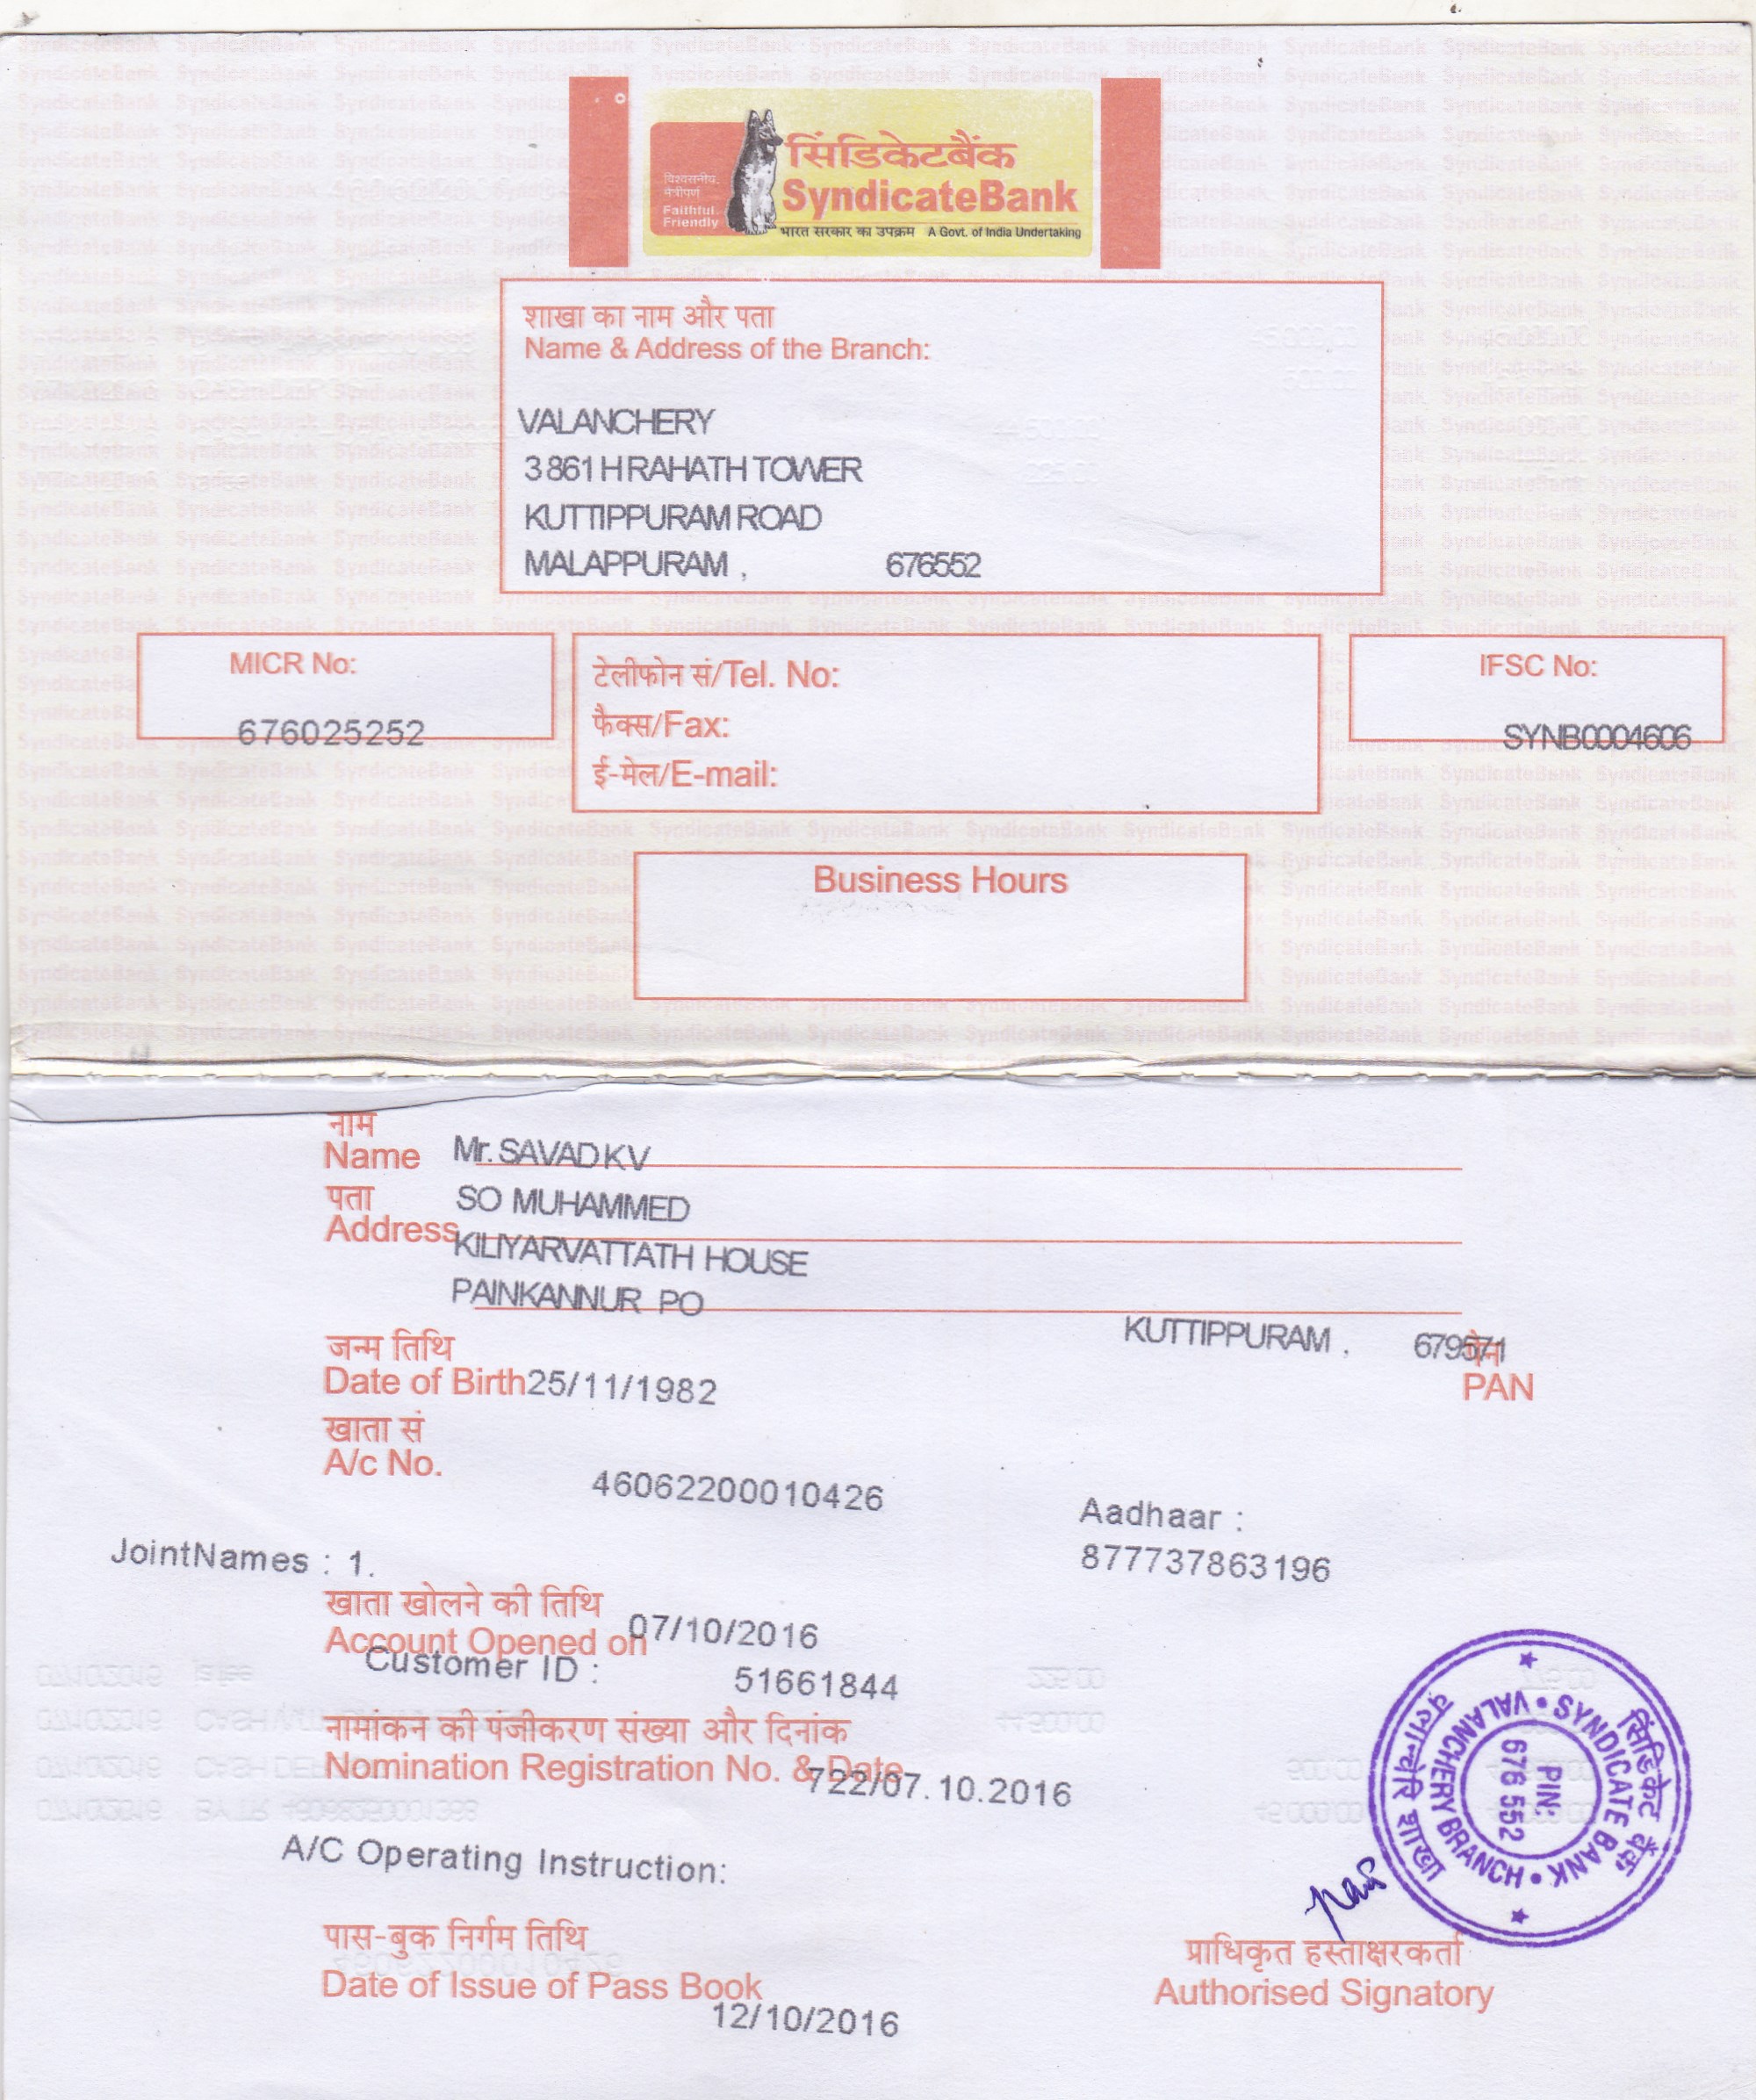 विश्वसनीय.
मैत्रीपूर्ण
Faithful.
Friendly
सिंडिकेटबैंक
SyndicateBank
भारत सरकार का उपक्रम A Govt. of India Undertaking
शाखा का नाम और पता
Name & Address of the Branch:
VALANCHERY
3 861 H RAHATH TOWER
KUTTIPPURAM ROAD
MALAPPURAM , 676552
MICR No:
676025252
टेलीफोन सं/Tel. No:
फैक्स/Fax:
ई-मेल/E-mail:
IFSC No:
SYNB0004606
Business Hours
नाम
Name Mr. SAVAD K V
पता
Address SO MUHAMMED
KILIYARVATTATH HOUSE
PAINKANNUR PO
KUTTIPPURAM , 679571
जन्म तिथि
Date of Birth 25/11/1982
पैन
PAN
खाता सं
A/c No.
46062200010426
Aadhaar :
877737863196
JointNames : 1.
खाता खोलने की तिथि
Account Opened on 07/10/2016
Customer ID : 51661844
नामांकन की पंजीकरण संख्या और दिनांक
Nomination Registration No. & Date
722/07.10.2016
A/C Operating Instruction:
पास-बुक निर्गम तिथि
Date of Issue of Pass Book
12/10/2016
सिंडिकेट बैंक
वलान्चेरि शाखा
SYNDICATE BANK • VALANCHERY BRANCH •
PIN:
676 552
प्राधिकृत हस्ताक्षरकर्ता
Authorised Signatory